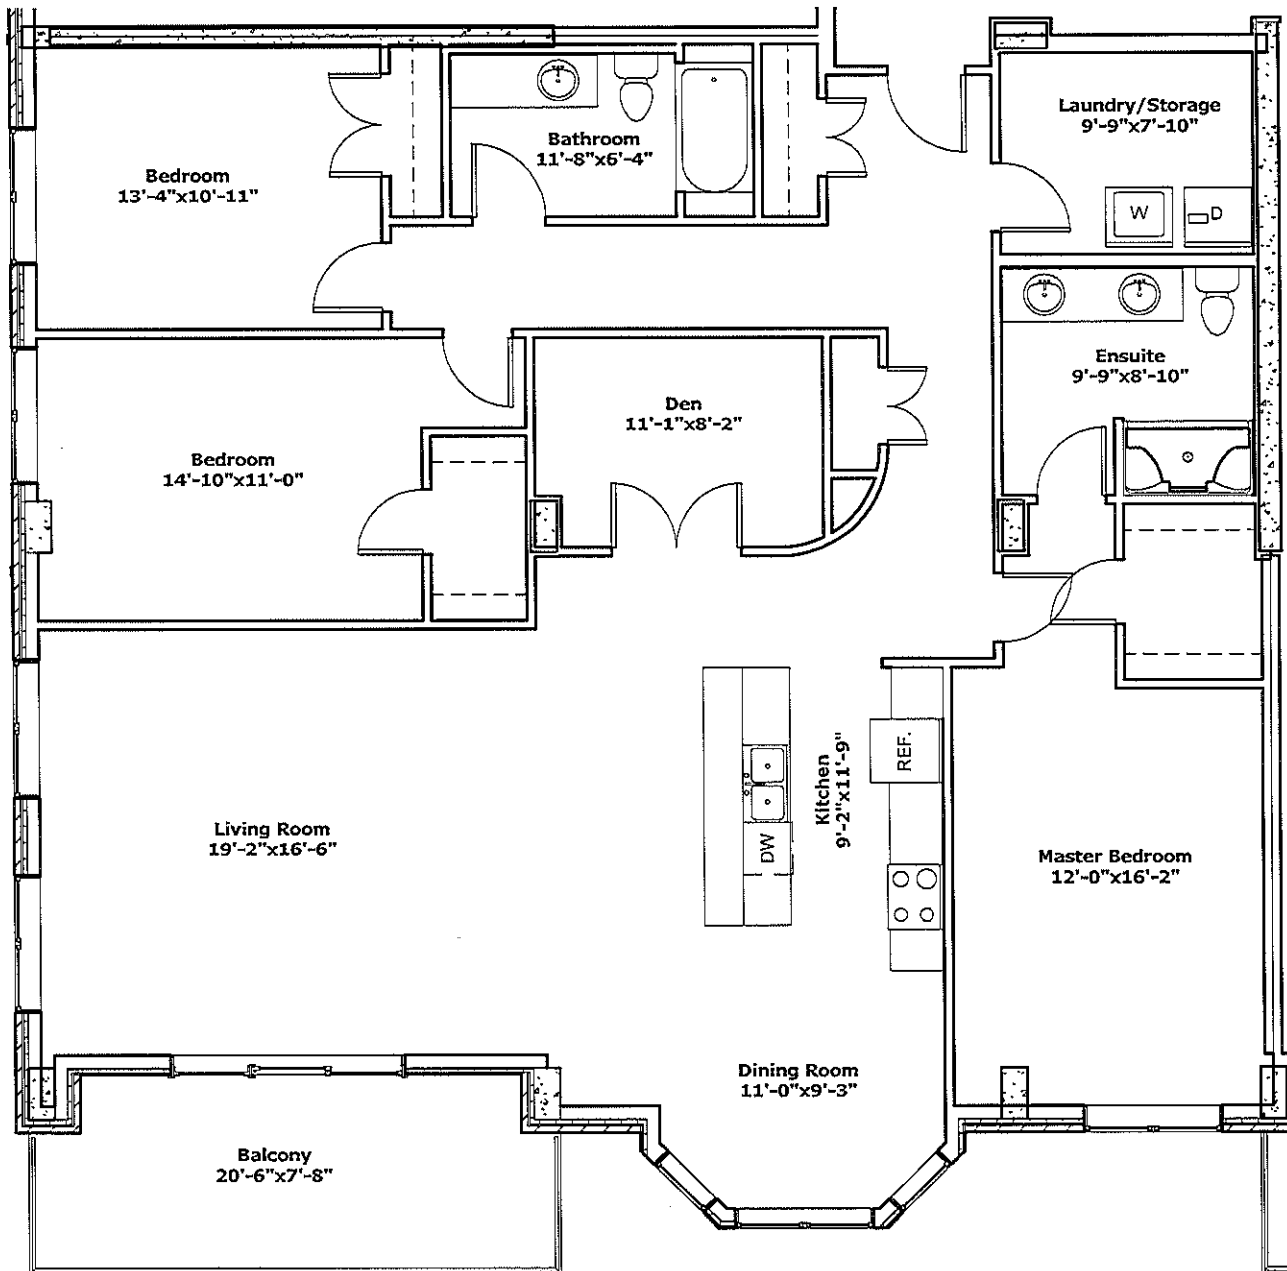 Laundry/Storage
9'-9"x7'-10"
Bathroom
11'-8"x6'-4"
Bedroom
13'-4"x10'-11"
W
D
Ensuite
9'-9"x8'-10"
Den
11'-1"x8'-2"
Bedroom
14'-10"x11'-0"
REF.
Kitchen
9'-2"x11'-9"
DW
Living Room
19'-2"x16'-6"
Master Bedroom
12'-0"x16'-2"
Dining Room
11'-0"x9'-3"
Balcony
20'-6"x7'-8"